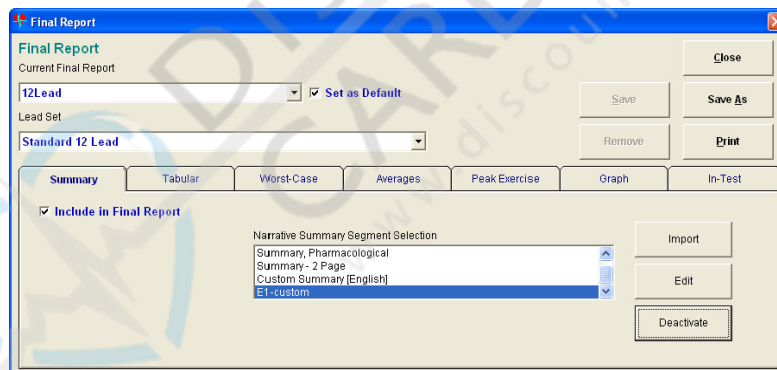 Final Report
Final Report
Current Final Report
Close
12Lead
Set as Default
Save
Save As
Lead Set
Standard 12 Lead
Remove
Print
Summary
Tabular
Worst-Case
Averages
Peak Exercise
Graph
In-Test
Include in Final Report
Narrative Summary Segment Selection
Import
Summary, Pharmacological
Summary - 2 Page
Custom Summary [English]
E1-custom
Edit
Deactivate